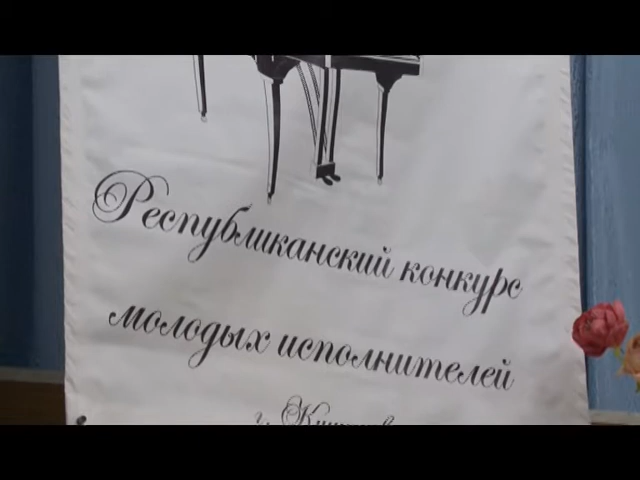 Республиканский конкурс
молодых исполнителей
г.